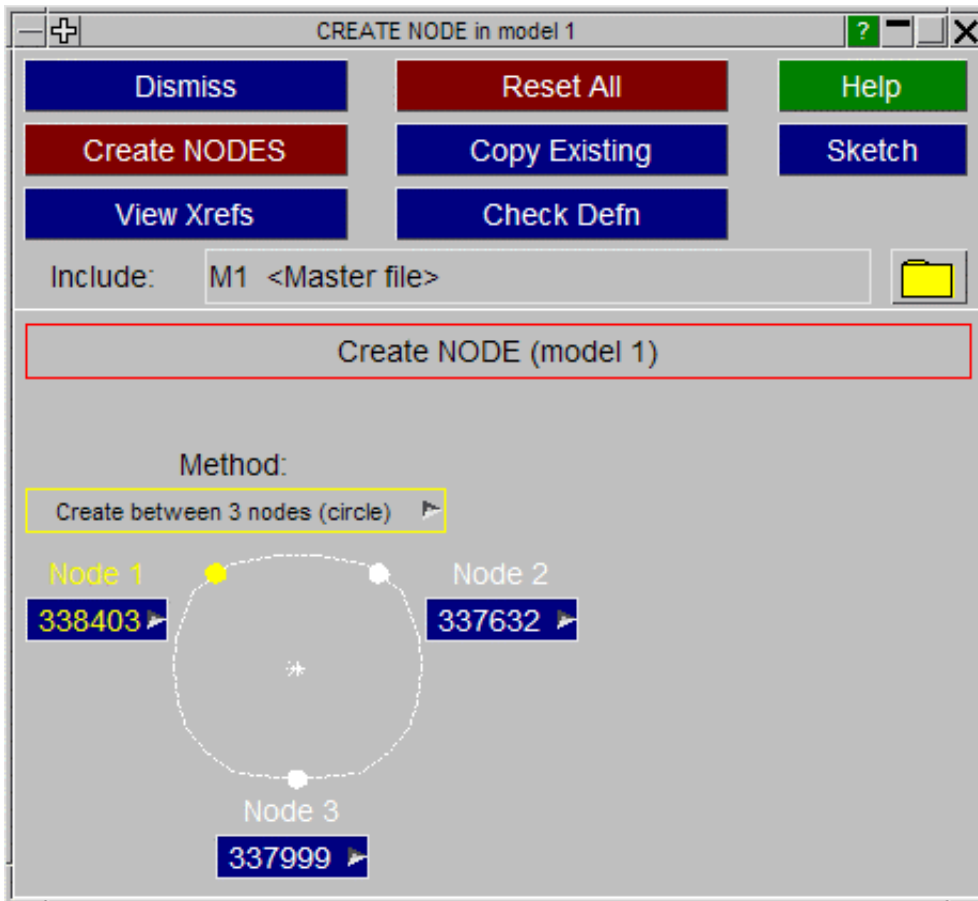 CREATE NODE in model 1 ?
Dismiss Reset All Help
Create NODES Copy Existing Sketch
View Xrefs Check Defn
Include: M1 <Master file>
Create NODE (model 1)
Method:
Create between 3 nodes (circle)
Node 1 Node 2
338403 337632
Node 3
337999